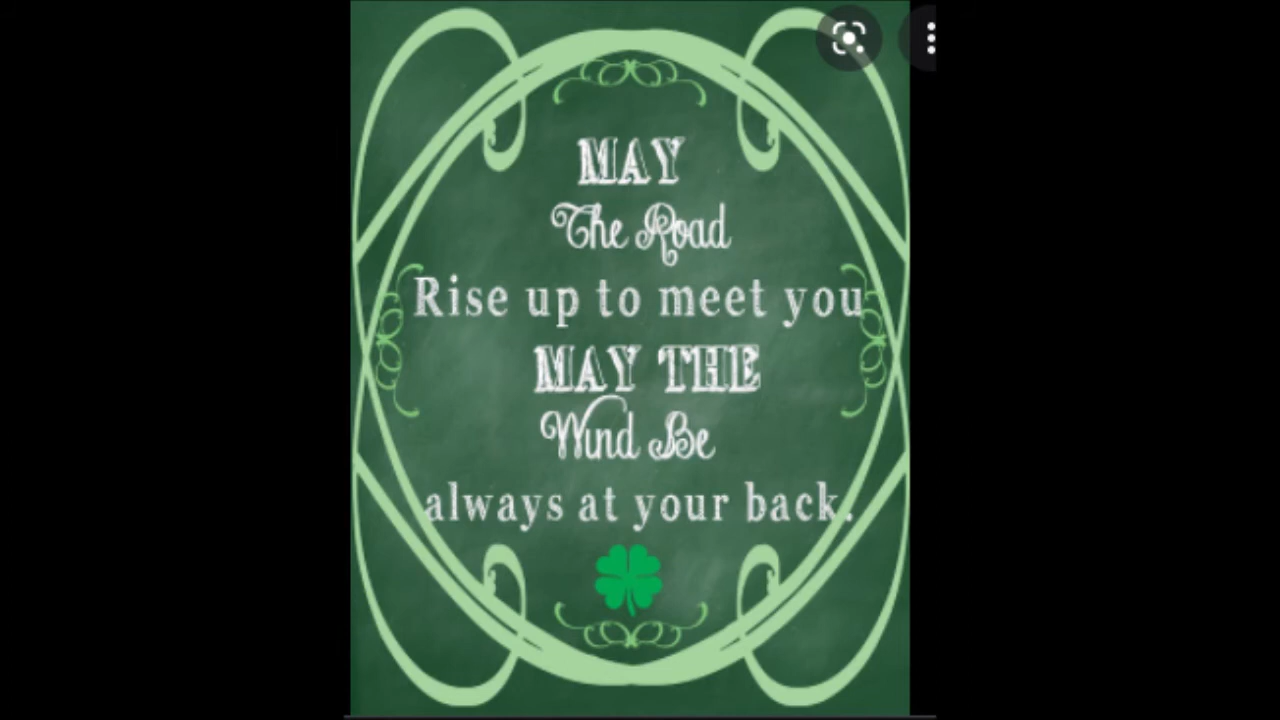 MAY
The Road
Rise up to meet you
MAY THE
Wind Be
always at your back.